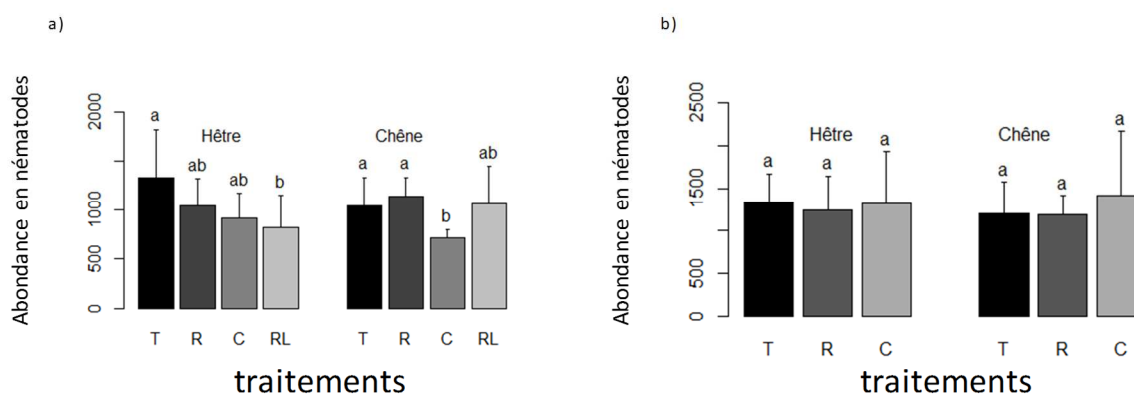 a)
Abondance en nématodes
2000
1000
500
0
Hêtre
Chêne
a
ab
ab
b
a
a
b
ab
T R C RL
T R C RL
traitements
b)
Abondance en nématodes
2500
1500
500
0
Hêtre
Chêne
a
a
a
a
a
a
T R C
T R C
traitements